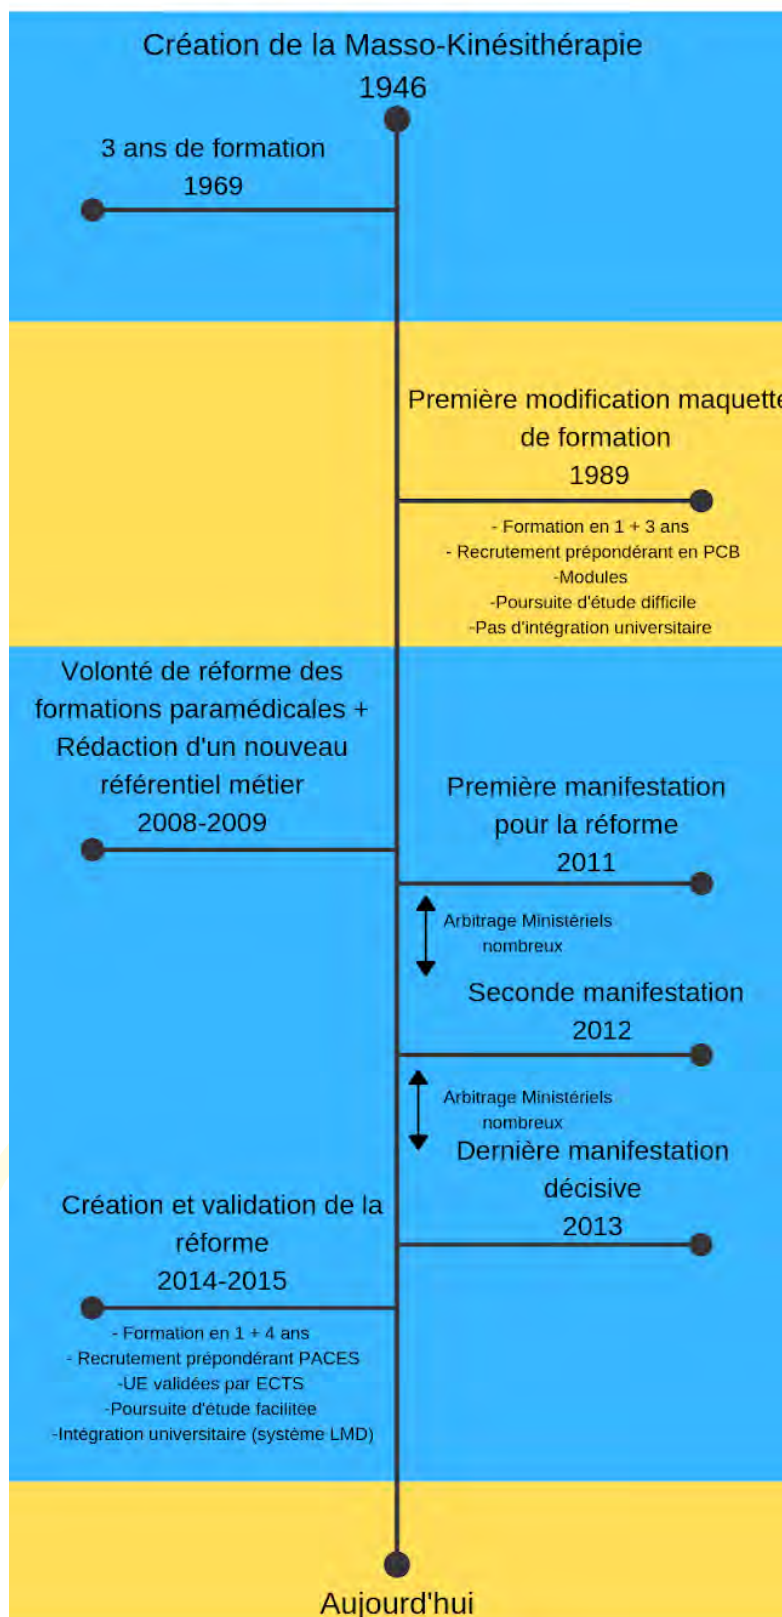 Création de la Masso-Kinésithérapie
1946
3 ans de formation
1969
Première modification maquette
de formation
1989
- Formation en 1 + 3 ans
- Recrutement prépondérant en PCB
-Modules
-Poursuite d'étude difficile
-Pas d'intégration universitaire
Volonté de réforme des
formations paramédicales +
Rédaction d'un nouveau
référentiel métier
2008-2009
Première manifestation
pour la réforme
2011
Arbitrage Ministériels
nombreux
Seconde manifestation
2012
Arbitrage Ministériels
nombreux
Dernière manifestation
décisive
2013
Création et validation de la
réforme
2014-2015
- Formation en 1 + 4 ans
- Recrutement prépondérant PACES
-UE validées par ECTS
-Poursuite d'étude facilitée
-Intégration universitaire (système LMD)
Aujourd'hui